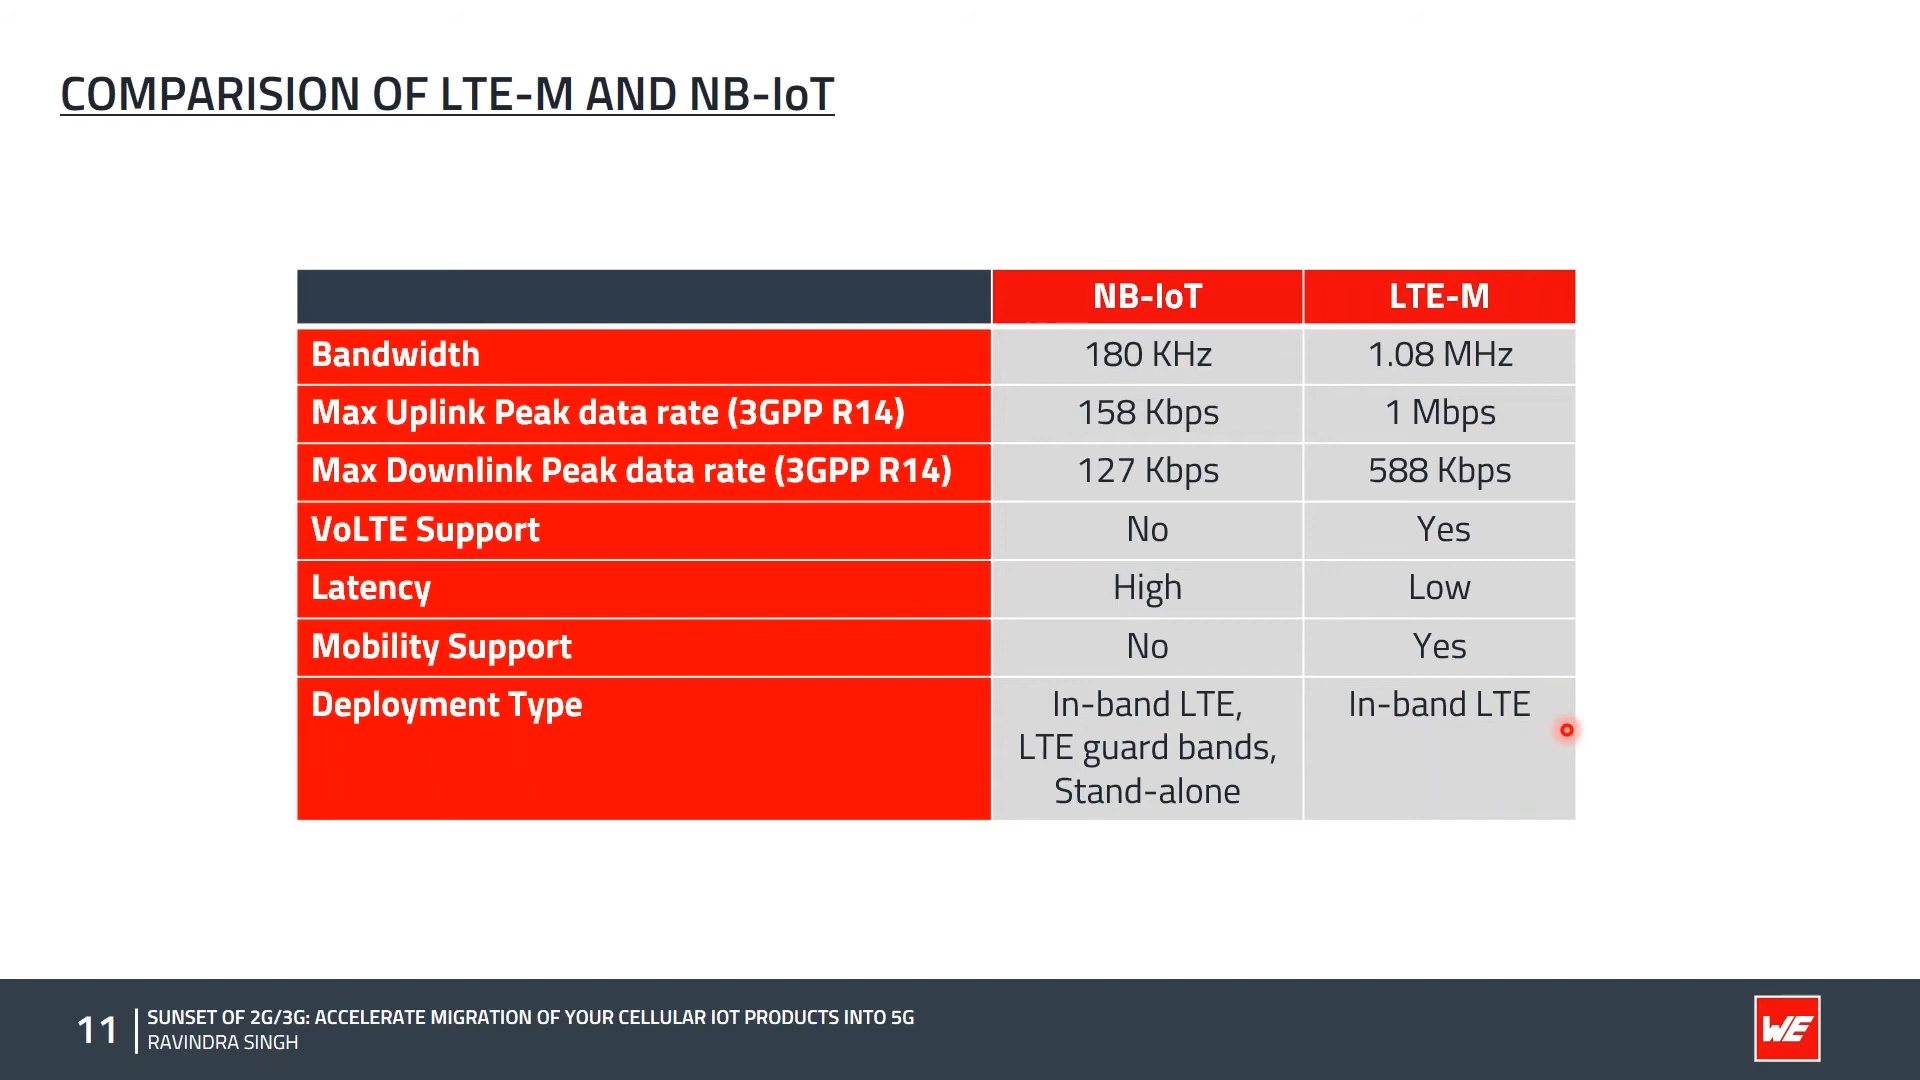 COMPARISION OF LTE-M AND NB-IoT
NB-IoT LTE-M
Bandwidth 180 KHz 1.08 MHz
Max Uplink Peak data rate (3GPP R14) 158 Kbps 1 Mbps
Max Downlink Peak data rate (3GPP R14) 127 Kbps 588 Kbps
VoLTE Support No Yes
Latency High Low
Mobility Support No Yes
Deployment Type In-band LTE, In-band LTE
LTE guard bands,
Stand-alone
11
SUNSET OF 2G/3G: ACCELERATE MIGRATION OF YOUR CELLULAR IOT PRODUCTS INTO 5G
RAVINDRA SINGH
WE